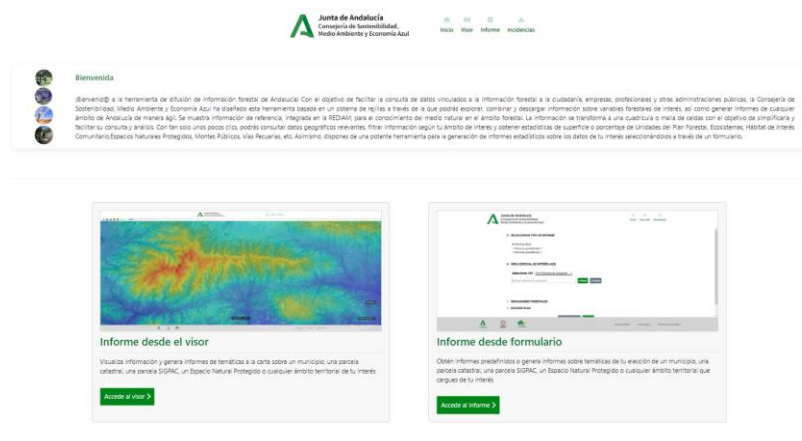 Junta de Andalucía
Consejería de Sostenibilidad,
Medio Ambiente y Economía Azul
Inicio Visor Informe Incidencias
Bienvenida
¡Bienvenid@ a la herramienta de difusión de información forestal de Andalucía! Con el objetivo de facilitar la consulta de datos vinculados a la información forestal a la ciudadanía, empresas, profesionales y otras administraciones públicas, la Consejería de
Sostenibilidad, Medio Ambiente y Economía Azul ha diseñado esta herramienta basada en un sistema de rejillas a través de la que podrás explorar, combinar y descargar información sobre variables forestales de interés, así como generar informes de cualquier
ámbito de Andalucía de manera ágil. Se muestra información de referencia, integrada en la REDIAM, para el conocimiento del medio natural en el ámbito forestal. La información se transforma a una cuadrícula o malla de celdas con el objetivo de simplificarla y
facilitar su consulta y análisis. Con tan solo unos pocos clics, podrás consultar datos geográficos relevantes, filtrar información según tu ámbito de interés y obtener estadísticas de superficie o porcentaje de Unidades del Plan Forestal, Ecosistemas, Hábitat de Interés
Comunitario,Espacios Naturales Protegidos, Montes Públicos, Vías Pecuarias, etc. Asimismo, dispones de una potente herramienta para la generación de informes estadísticos sobre los datos de tu interés seleccionándolos a través de un formulario.
Informe desde el visor
Visualiza información y genera informes de temáticas a la carta sobre un municipio, una parcela
catastral, una parcela SIGPAC, un Espacio Natural Protegido o cualquier ámbito territorial de tu interés
Accede al visor
Junta de Andalucía
Informe desde formulario
Obtén informes predefinidos o genera informes sobre temáticas de tu elección de un municipio, una
parcela catastral, una parcela SIGPAC, un Espacio Natural Protegido o cualquier ámbito territorial que
cargues de tu interés
Accede al Informe